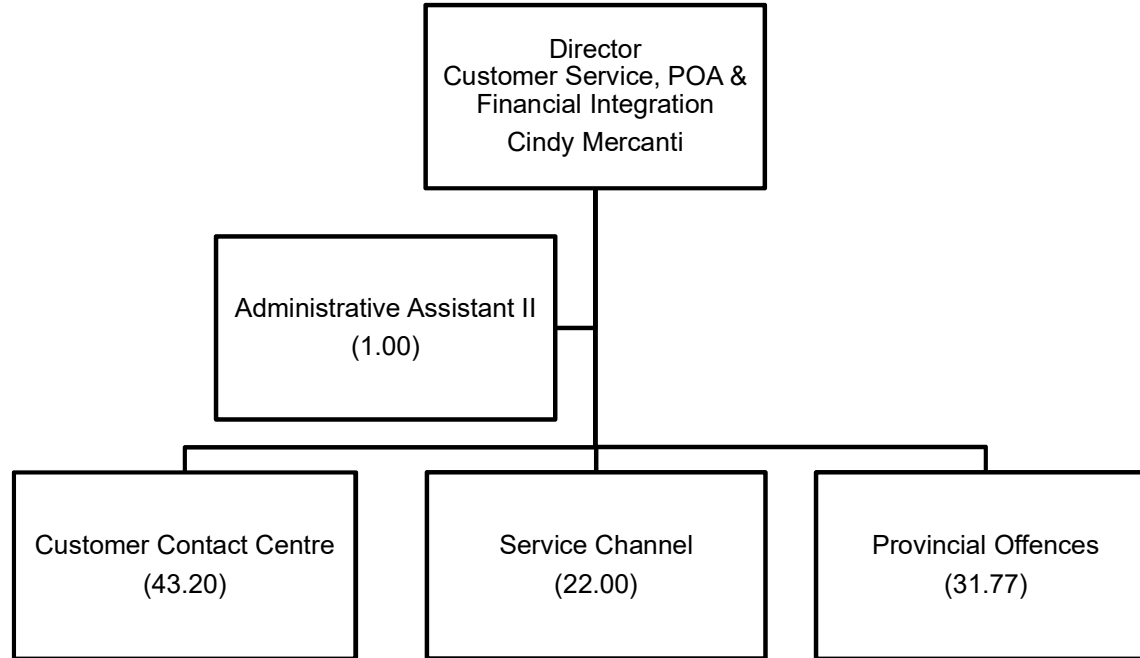 Director
Customer Service, POA &
Financial Integration
Cindy Mercanti
Administrative Assistant II
(1.00)
Customer Contact Centre
(43.20)
Service Channel
(22.00)
Provincial Offences
(31.77)